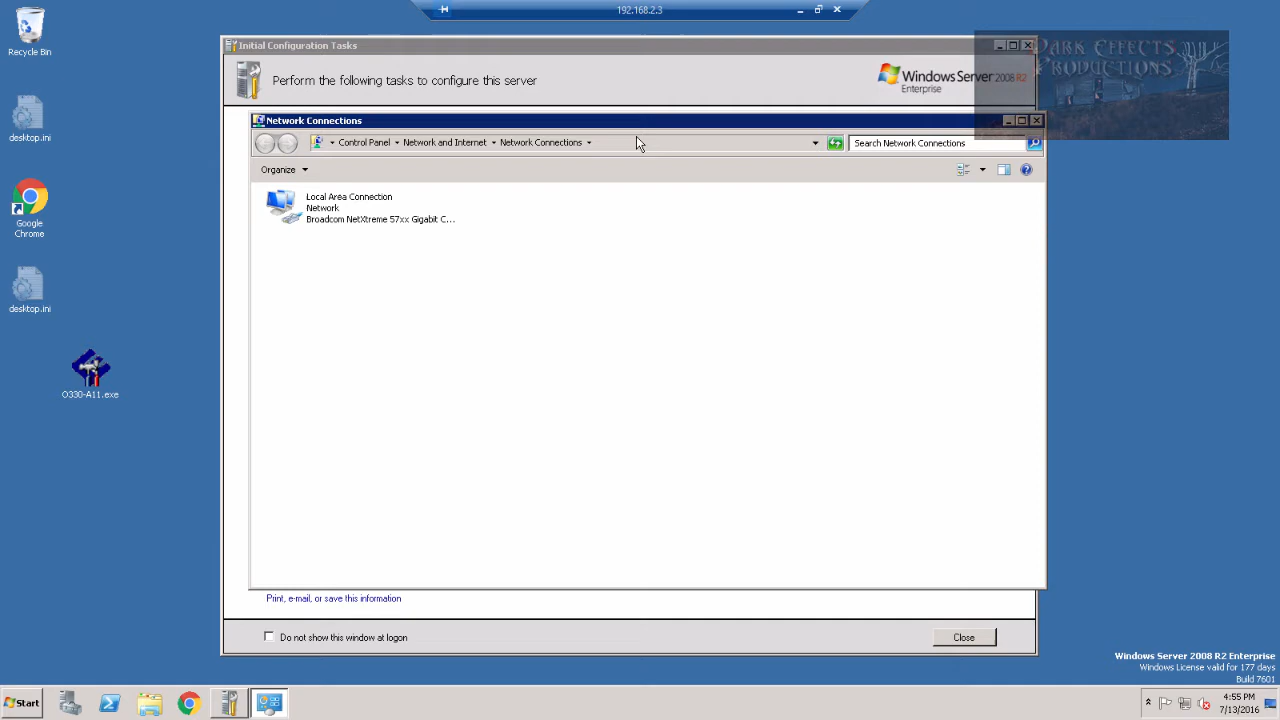 192.168.2.3
Recycle Bin
desktop.ini
Google
Chrome
desktop.ini
O330-A11.exe
Initial Configuration Tasks
Perform the following tasks to configure this server
Windows Server 2008 R2
Enterprise
DARK EFFECTS
PRODUCTIONS
Network Connections
Control Panel
Network and Internet
Network Connections
Search Network Connections
Organize
Local Area Connection
Network
Broadcom NetXtreme 57xx Gigabit C...
Print, e-mail, or save this information
Do not show this window at logon
Close
Windows Server 2008 R2 Enterprise
Windows License valid for 177 days
Build 7601
Start
4:55 PM
7/13/2016